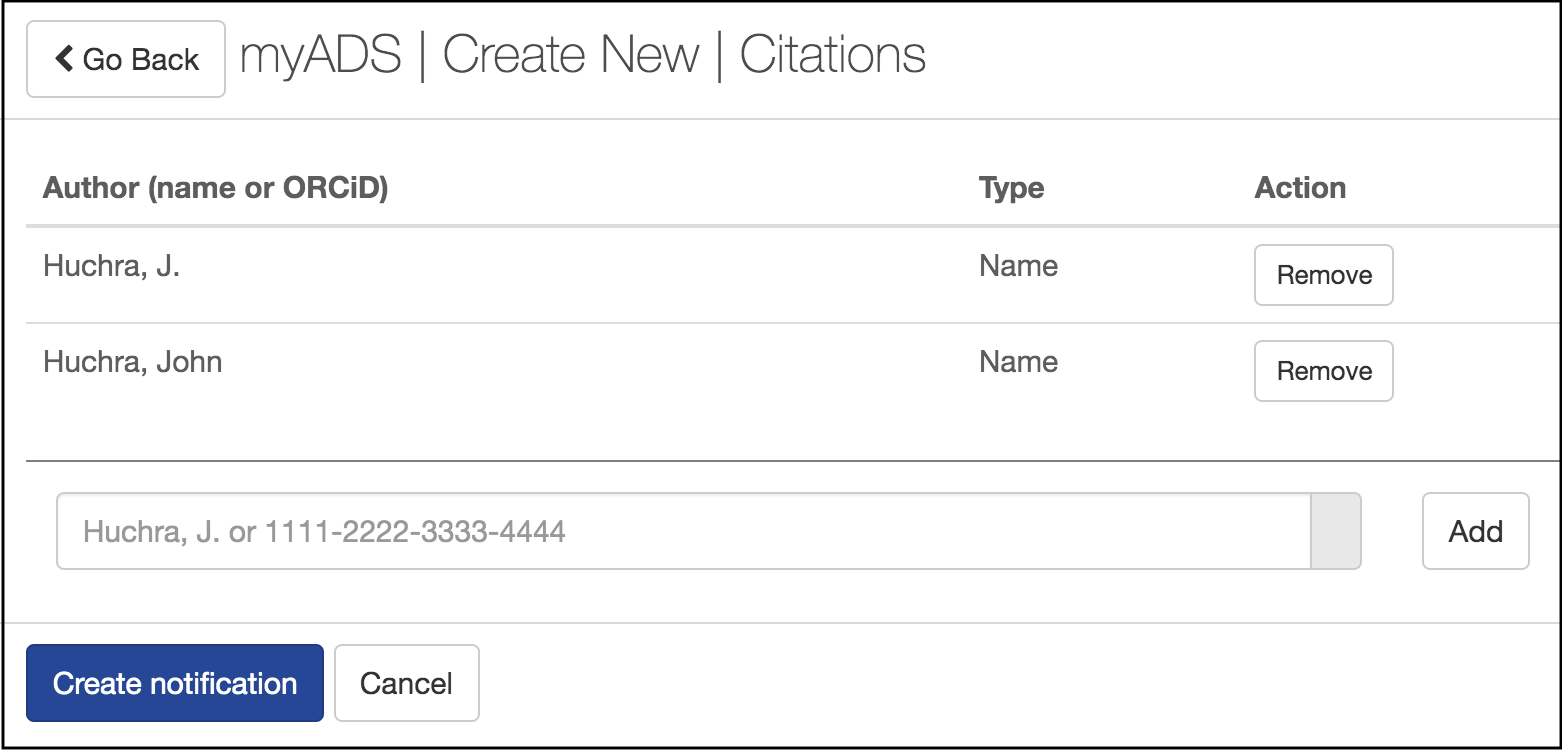 Go Back myADS | Create New | Citations
Author (name or ORCiD) Type Action
Huchra, J. Name Remove
Huchra, John Name Remove
Huchra, J. or 1111-2222-3333-4444 Add
Create notification Cancel